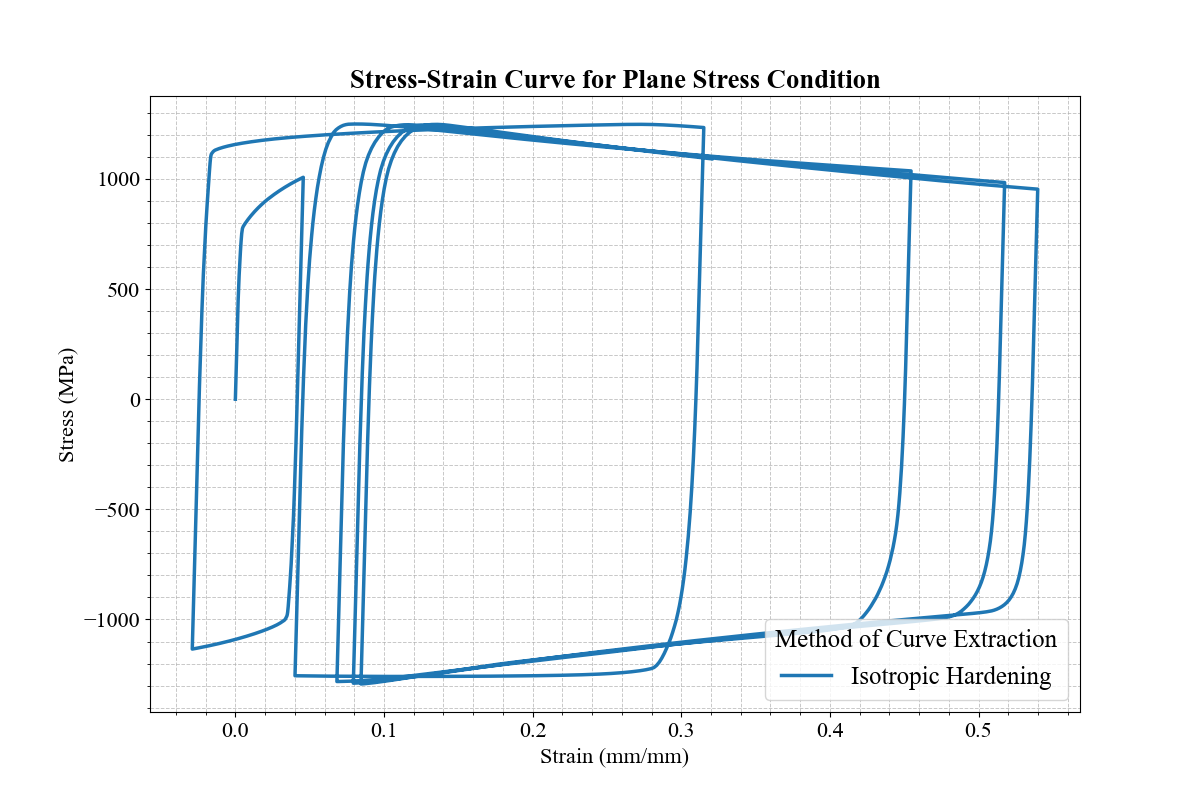 Stress-Strain Curve for Plane Stress Condition
1000
500
0
−500
−1000
Stress (MPa)
Method of Curve Extraction
Isotropic Hardening
0.0 0.1 0.2 0.3 0.4 0.5
Strain (mm/mm)